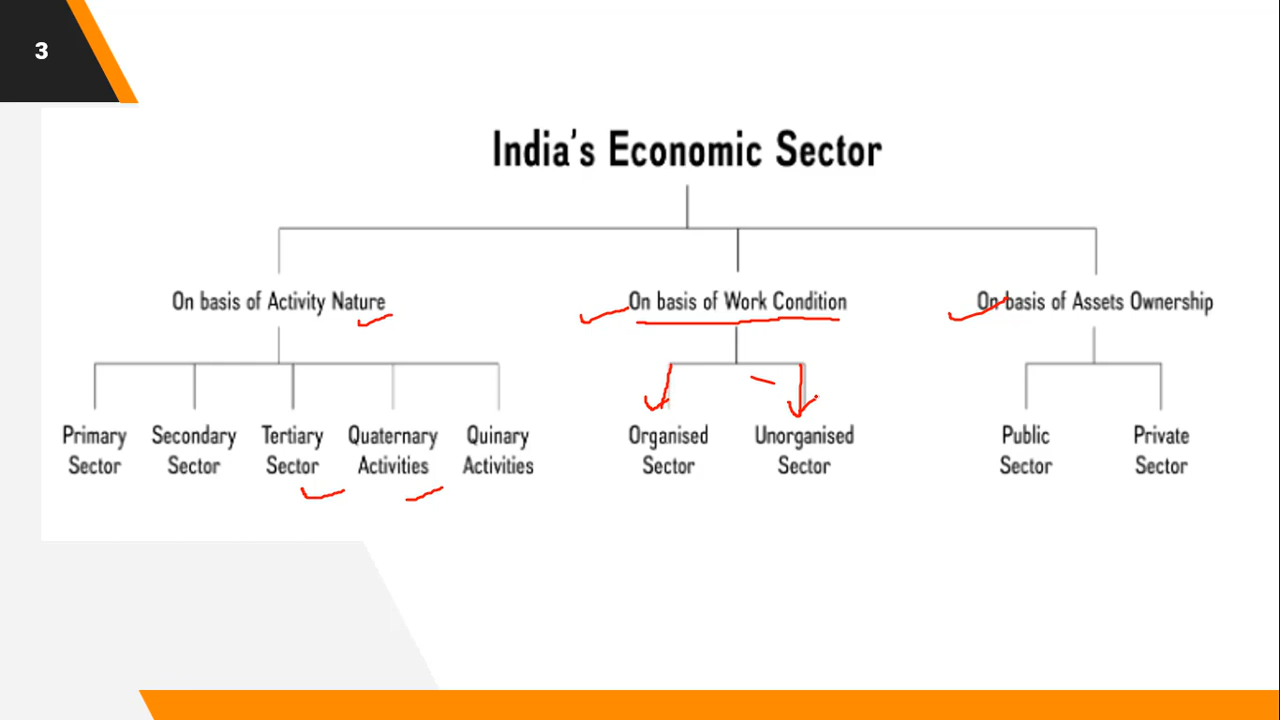 3
India's Economic Sector
On basis of Activity Nature
On basis of Work Condition
On basis of Assets Ownership
Primary
Sector
Secondary
Sector
Tertiary
Sector
Quaternary
Activities
Quinary
Activities
Organised
Sector
Unorganised
Sector
Public
Sector
Private
Sector